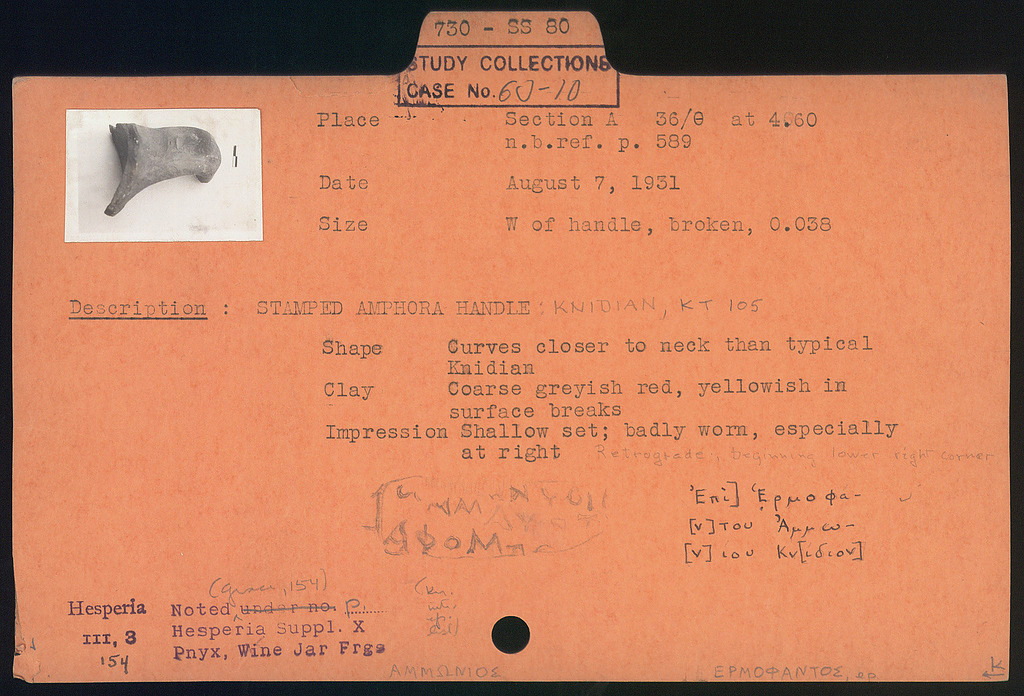 730 - SS 80
STUDY COLLECTIONS
CASE No. 60-10
Place Section A 36/θ at 4.60
n.b.ref. p. 589
Date August 7, 1931
Size W of handle, broken, 0.038
Description : STAMPED AMPHORA HANDLE : KNIDIAN, KT 105
Shape Curves closer to neck than typical
Knidian
Clay Coarse greyish red, yellowish in
surface breaks
Impression Shallow set; badly worn, especially
at right Retrograde; beginning lower right corner
Ἐπὶ] Ἑρμοφά-
[ν]του Ἀμμω-
[ν]ίου Κν[ίδιον]
(Grace, 154)
Hesperia
III, 3
154
Noted under no. p.
Hesperia Suppl. X
Pnyx, Wine Jar Frgs
ΑΜΜΩΝΙΟΣ
ΕΡΜΟΦΑΝΤΟΣ, ep.
K